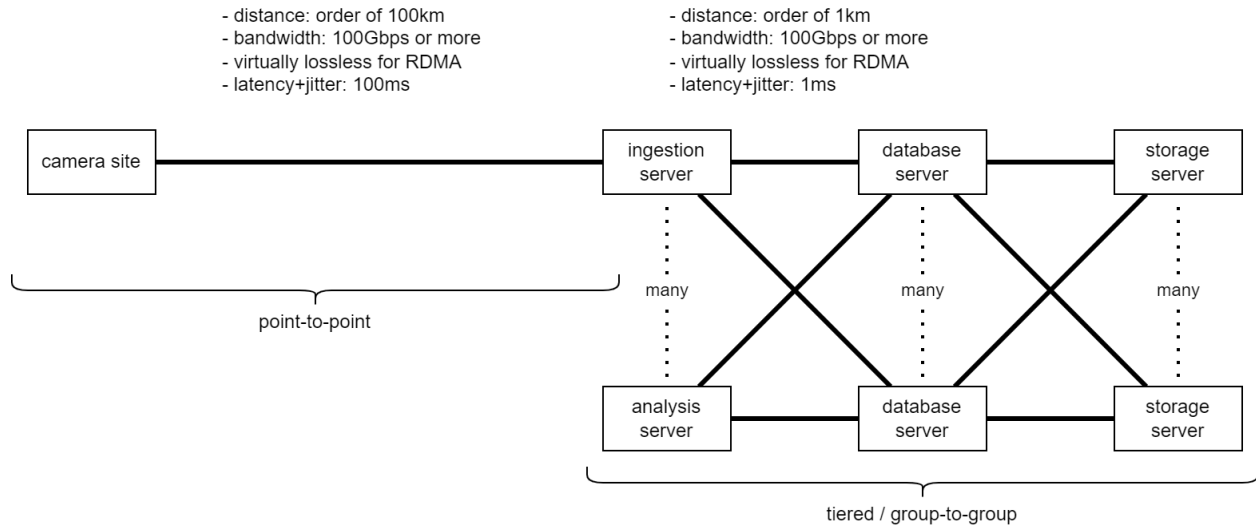 - distance: order of 100km
- bandwidth: 100Gbps or more
- virtually lossless for RDMA
- latency+jitter: 100ms
- distance: order of 1km
- bandwidth: 100Gbps or more
- virtually lossless for RDMA
- latency+jitter: 1ms
camera site
ingestion
server
database
server
storage
server
many
many
many
point-to-point
analysis
server
database
server
storage
server
tiered / group-to-group